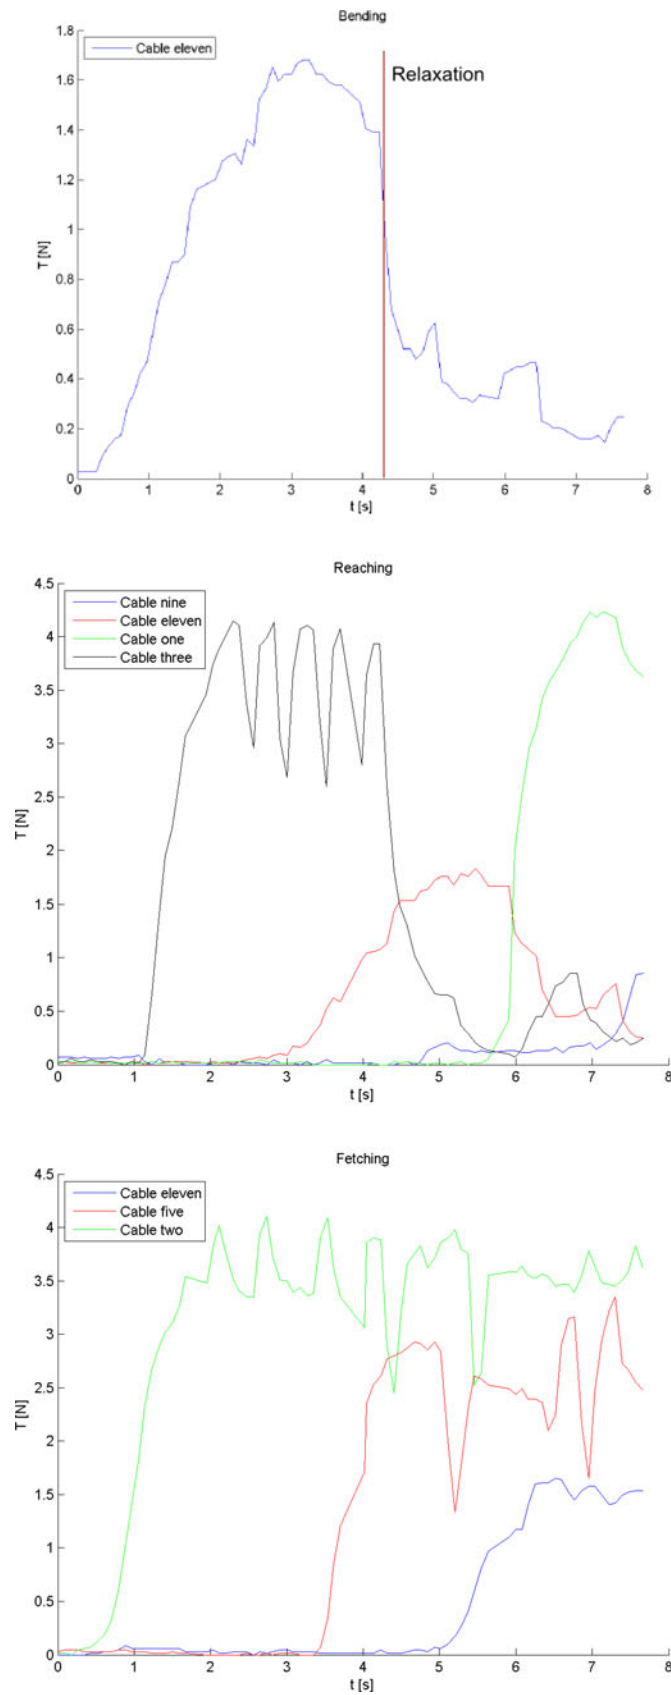 Bending
1.8
Cable eleven
Relaxation
1.6
1.4
1.2
1
0.8
0.6
0.4
0.2
0
T [N]
0 1 2 3 4 5 6 7 8
t [s]
Reaching
4.5
Cable nine
Cable eleven
Cable one
Cable three
4
3.5
3
2.5
2
1.5
1
0.5
0
T [N]
0 1 2 3 4 5 6 7 8
t [s]
Fetching
4.5
Cable eleven
Cable five
Cable two
4
3.5
3
2.5
2
1.5
1
0.5
0
T [N]
0 1 2 3 4 5 6 7 8
t [s]